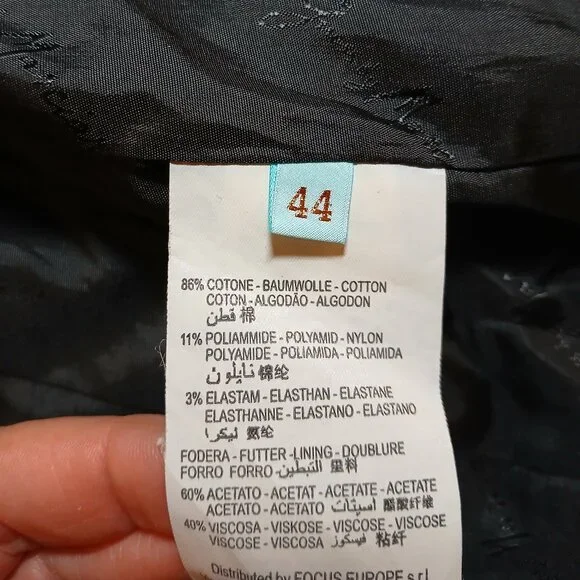 44
86% COTONE - BAUMWOLLE - COTTON
COTON - ALGODÃO - ALGODON
قطن 棉
11% POLIAMMIDE - POLYAMID - NYLON
POLYAMIDE - POLIAMIDA - POLIAMIDA
نايلون 锦纶
3% ELASTAM - ELASTHAN - ELASTANE
ELASTHANNE - ELASTANO - ELASTANO
ليكرا 氨纶
FODERA - FUTTER - LINING - DOUBLURE
FORRO FORRO - التبطين 里料
60% ACETATO - ACETAT - ACETATE - ACETATE
ACETATO - ACETATO أسيتات 醋酸纤维
40% VISCOSA - VISKOSE - VISCOSE - VISCOSE
VISCOSE - VISCOSA فيسكوز 粘纤
Distributed by FOCUS EUROPE s.r.l.